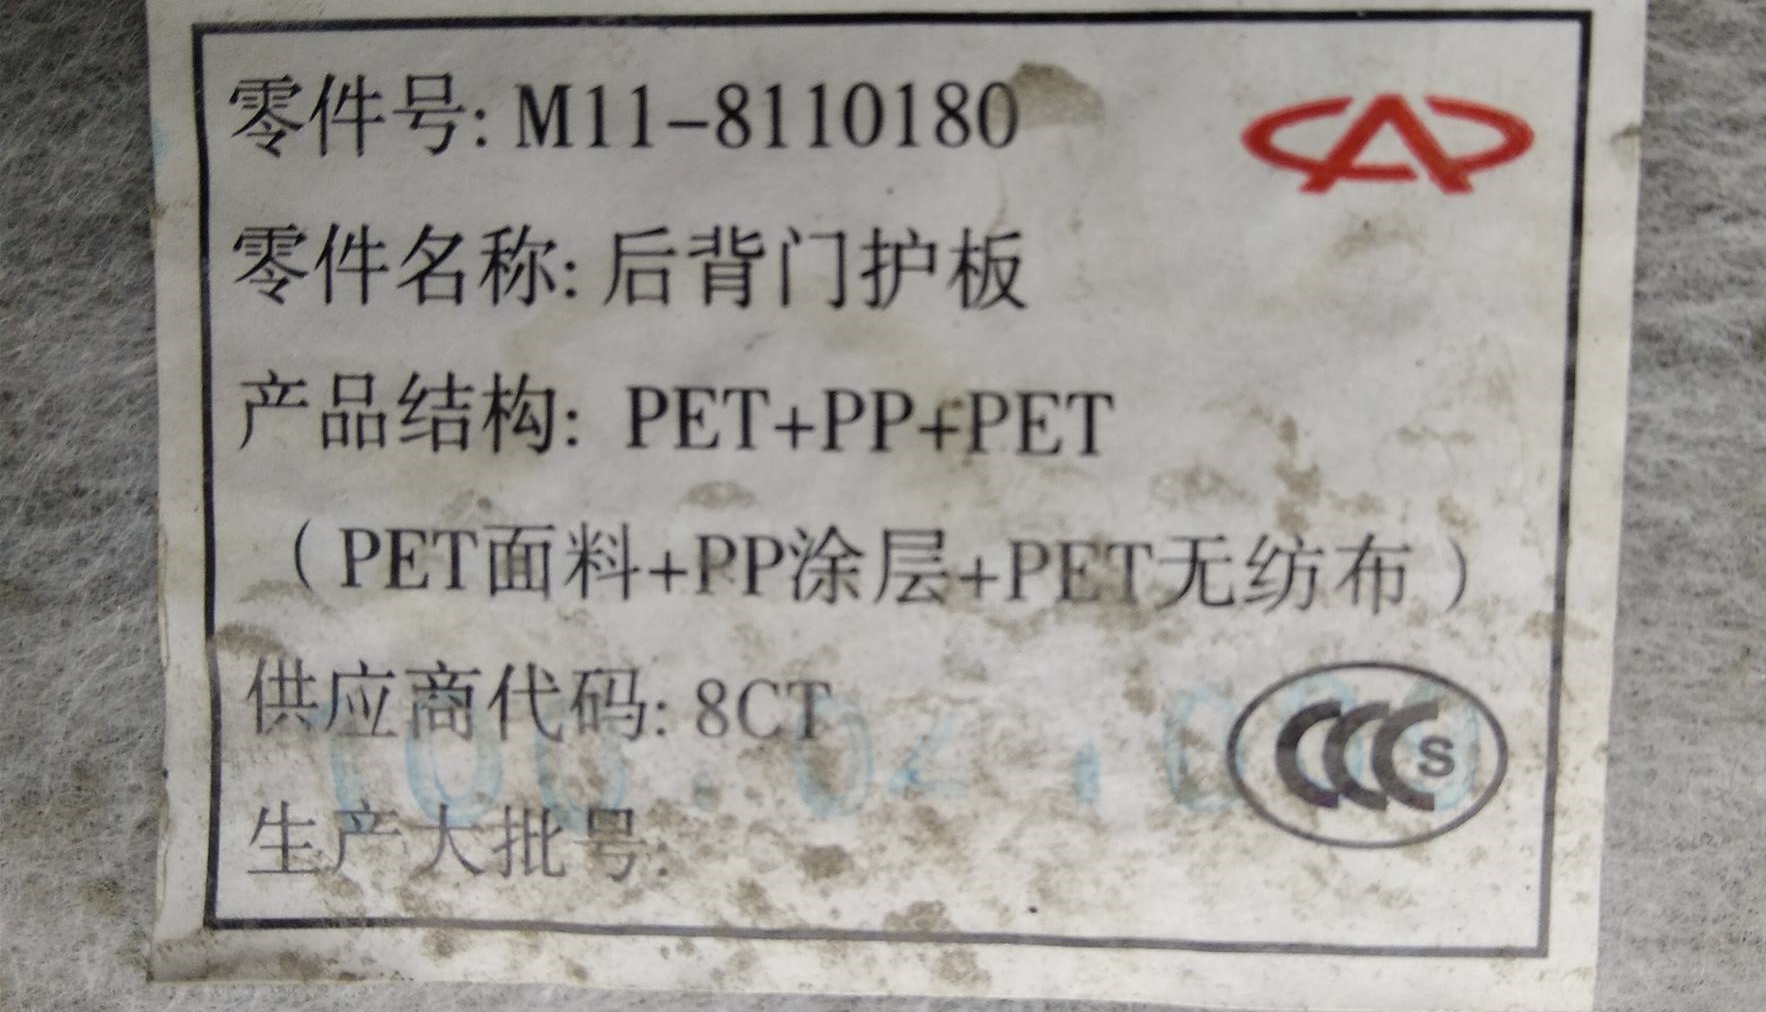 零件号: M11-8110180
零件名称: 后背门护板
产品结构: PET+PP+PET
（PET面料+PP涂层+PET无纺布）
供应商代码: 8CT
CCC S
生产大批号: